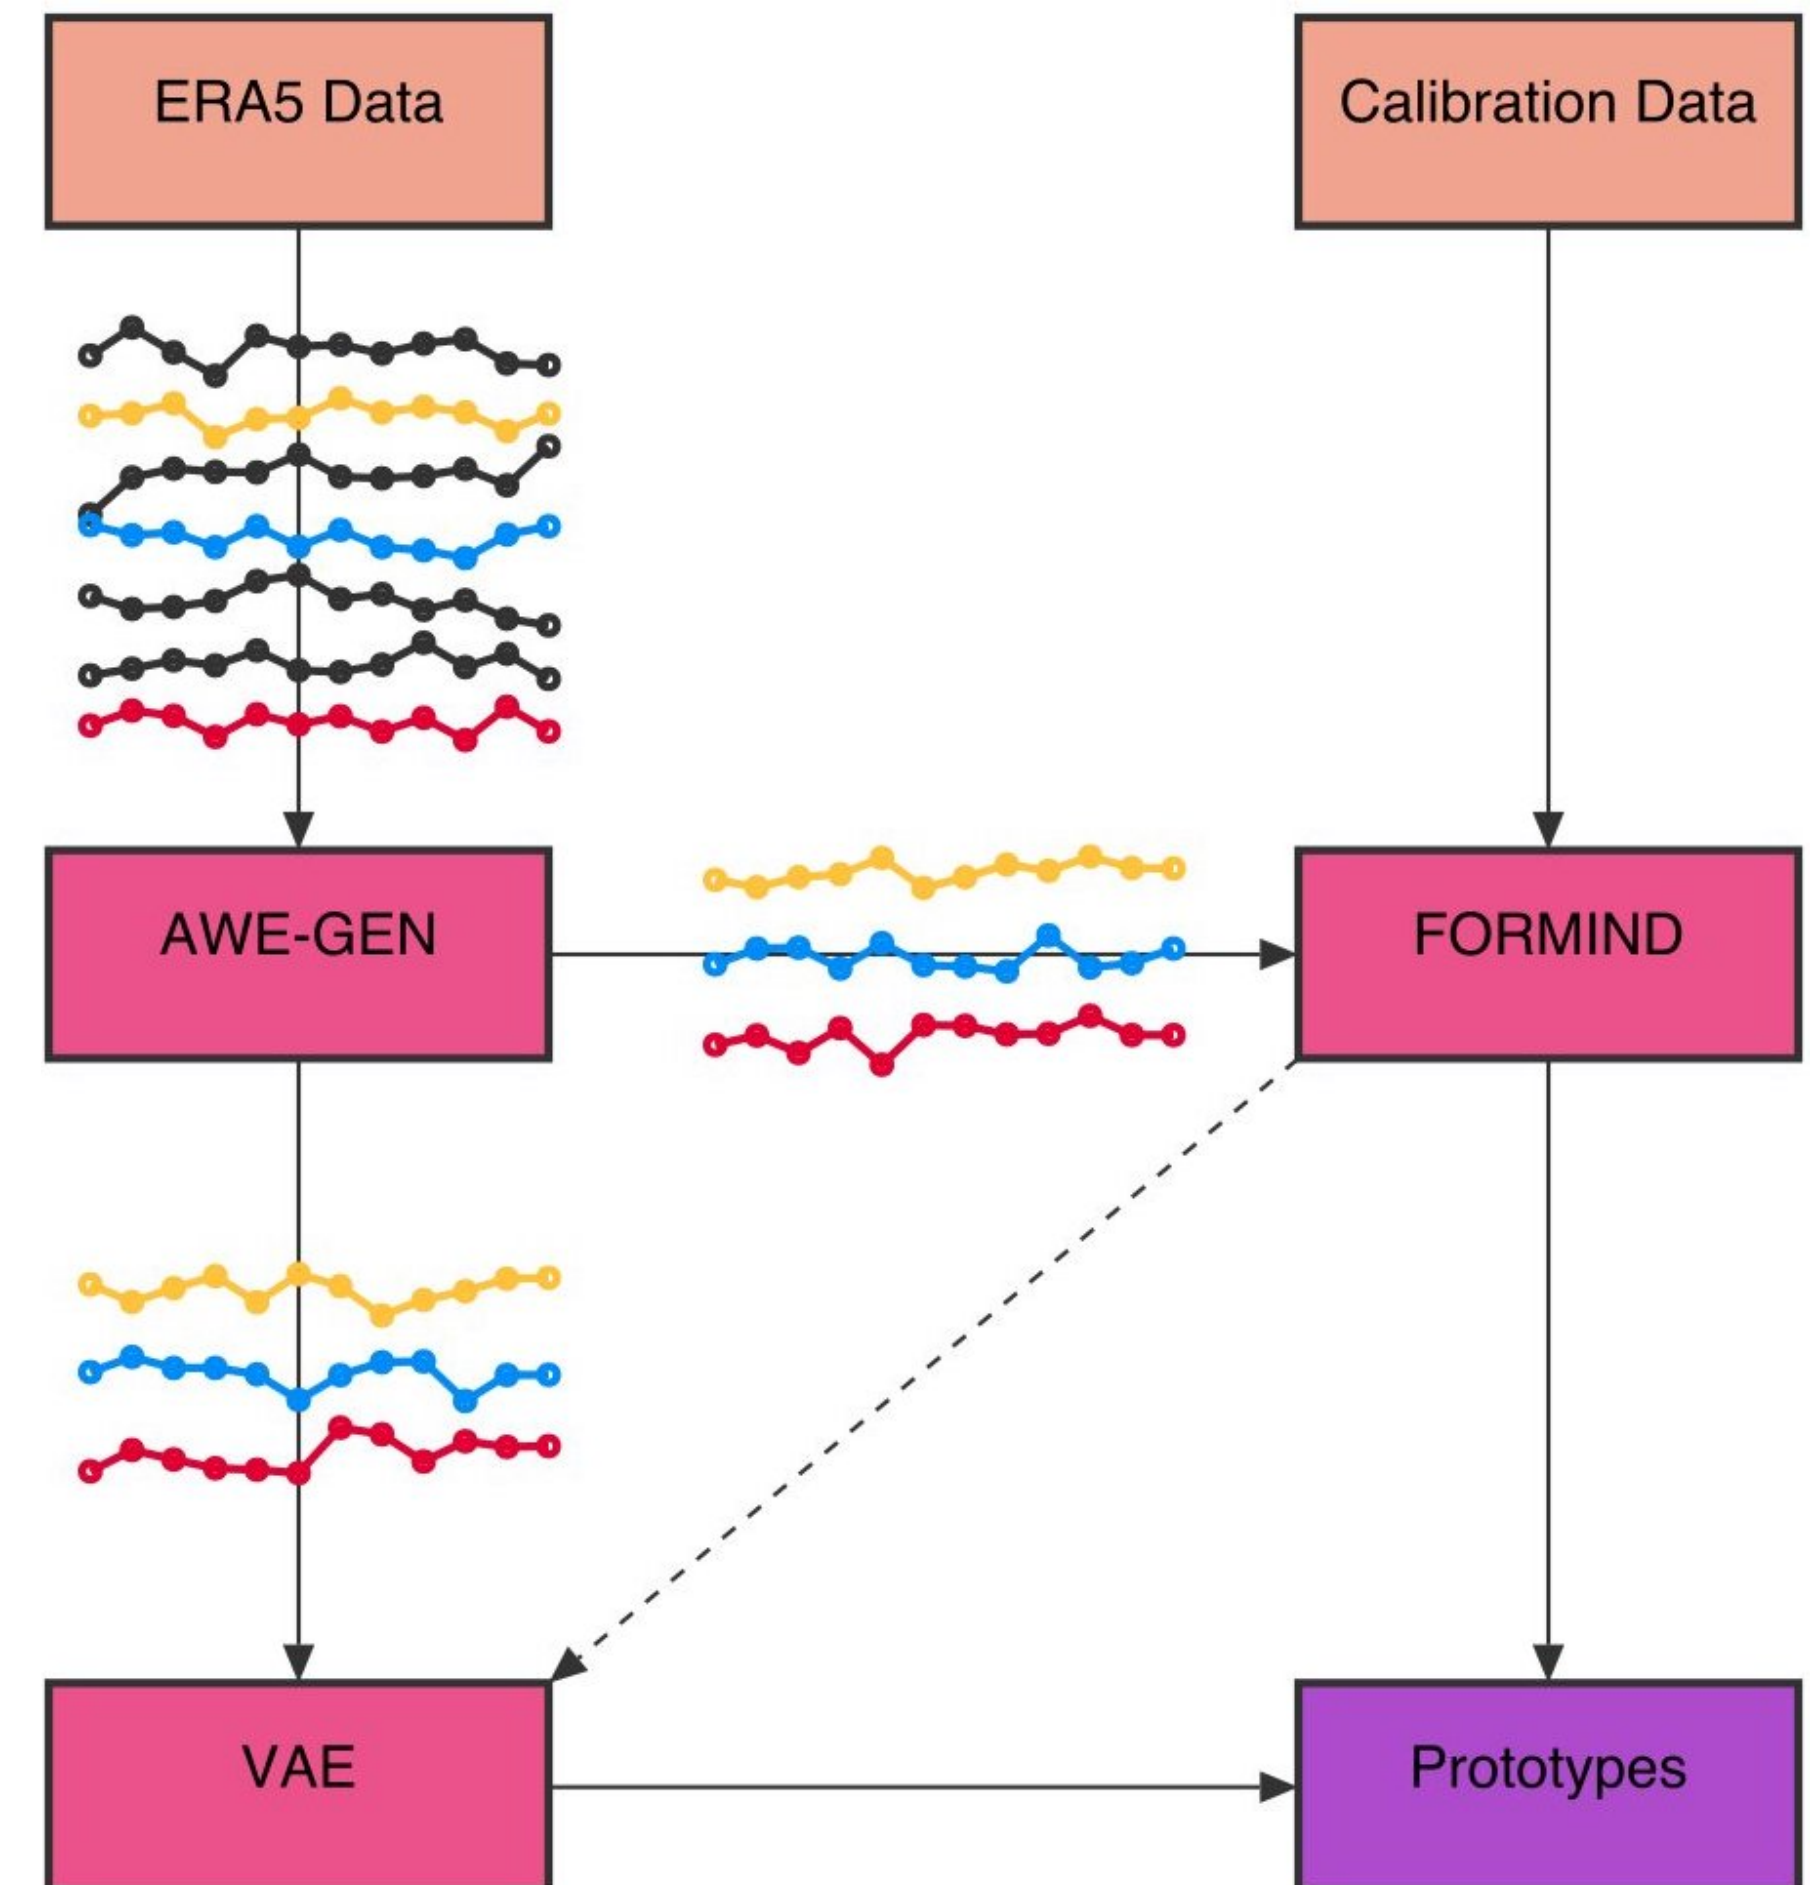 ERA5 Data
Calibration Data
AWE-GEN
FORMIND
VAE
Prototypes